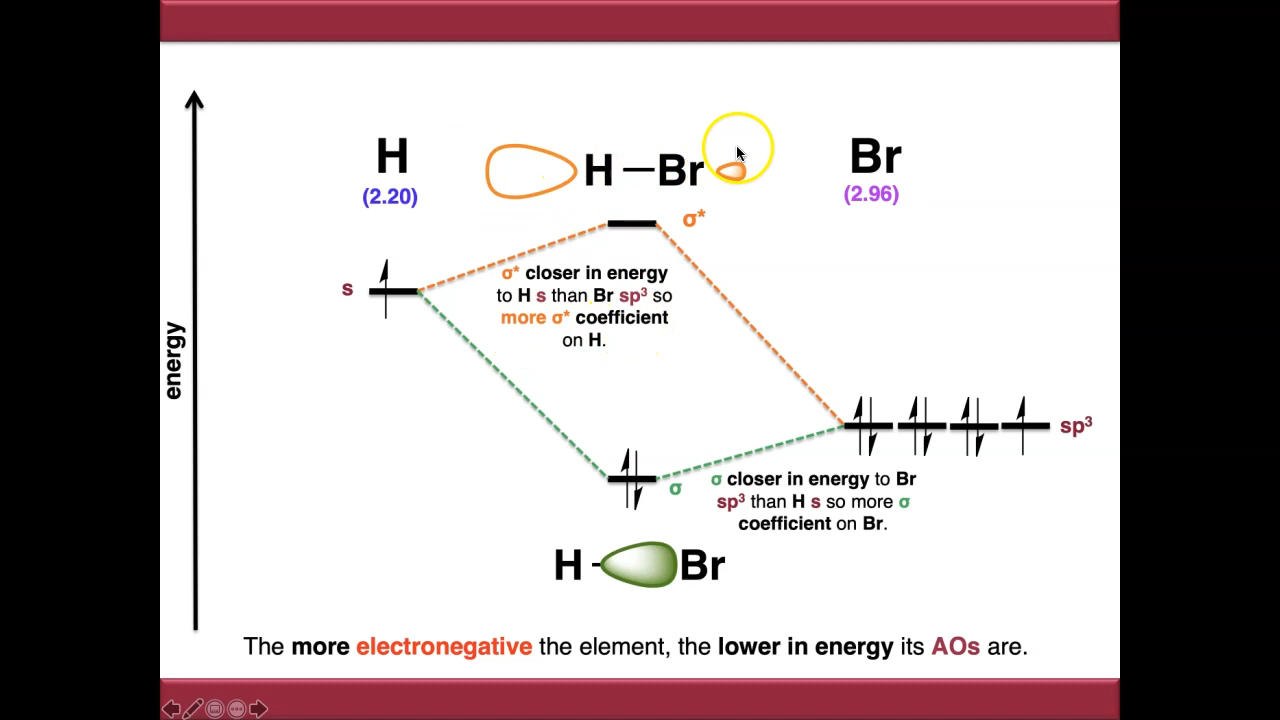 H H — Br Br
(2.20) (2.96)
σ*
σ* closer in energy
to H s than Br sp³ so
more σ* coefficient
on H.
s
energy
sp³
σ
σ closer in energy to Br
sp³ than H s so more σ
coefficient on Br.
H - Br
The more electronegative the element, the lower in energy its AOs are.